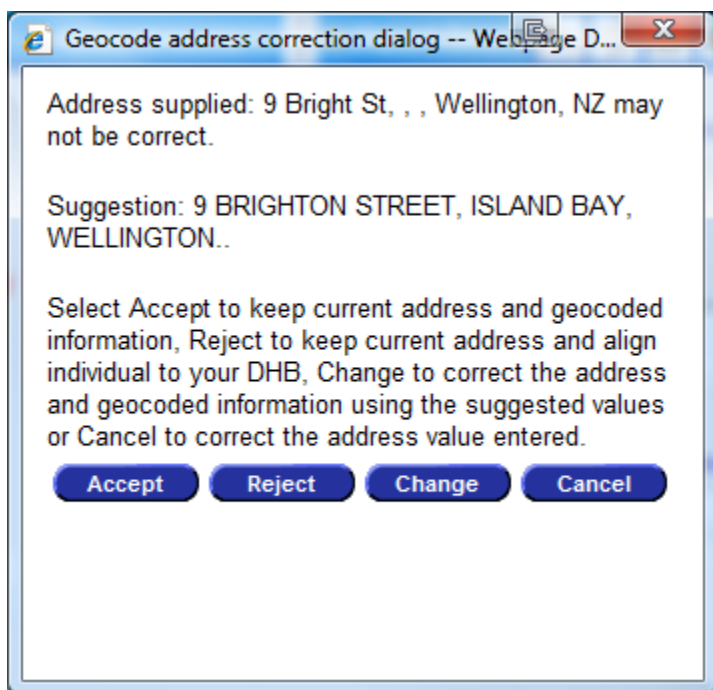 Geocode address correction dialog -- Webpage D...
Address supplied: 9 Bright St, , , Wellington, NZ may
not be correct.
Suggestion: 9 BRIGHTON STREET, ISLAND BAY,
WELLINGTON..
Select Accept to keep current address and geocoded
information, Reject to keep current address and align
individual to your DHB, Change to correct the address
and geocoded information using the suggested values
or Cancel to correct the address value entered.
Accept Reject Change Cancel